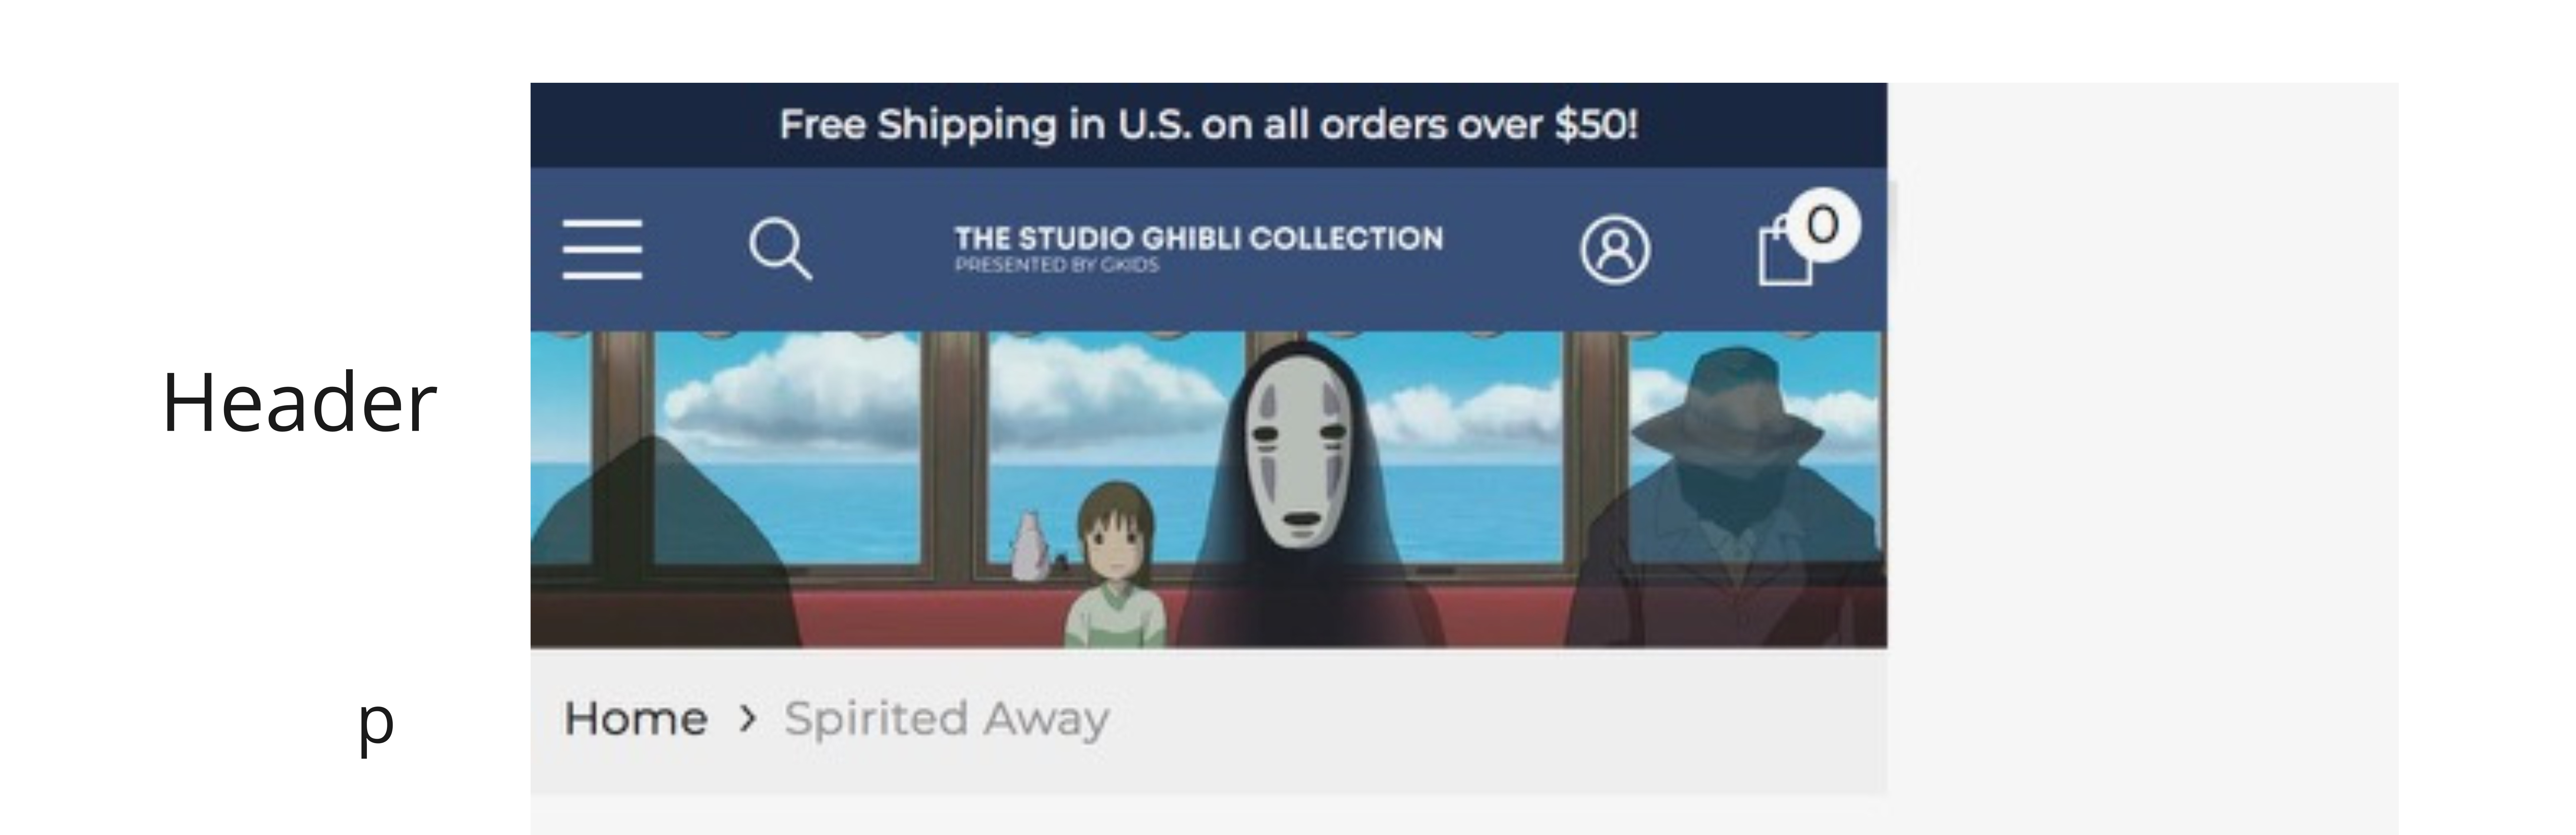 Free Shipping in U.S. on all orders over $50!
0
THE STUDIO GHIBLI COLLECTION
PRESENTED BY GKIDS
Header
p
Home > Spirited Away